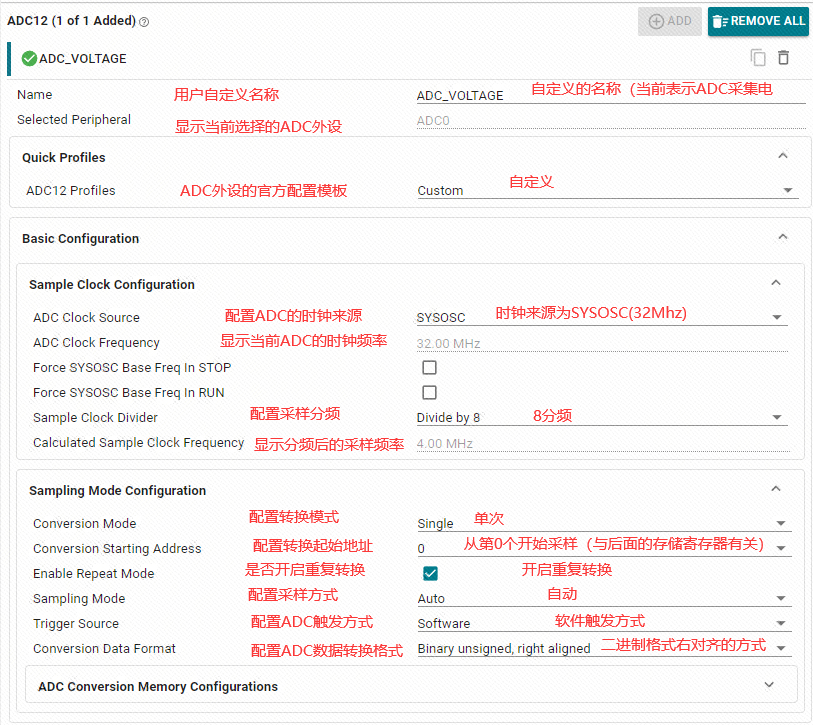 ADC12 (1 of 1 Added)
ADD
REMOVE ALL
ADC_VOLTAGE
Name 用户自定义名称 ADC_VOLTAGE 自定义的名称（当前表示ADC采集电
Selected Peripheral 显示当前选择的ADC外设 ADC0
Quick Profiles
ADC12 Profiles ADC外设的官方配置模板 Custom 自定义
Basic Configuration
Sample Clock Configuration
ADC Clock Source 配置ADC的时钟来源 SYSOSC 时钟来源为SYSOSC(32Mhz)
ADC Clock Frequency 显示当前ADC的时钟频率 32.00 MHz
Force SYSOSC Base Freq In STOP
Force SYSOSC Base Freq In RUN
Sample Clock Divider 配置采样分频 Divide by 8 8分频
Calculated Sample Clock Frequency 显示分频后的采样频率 4.00 MHz
Sampling Mode Configuration
Conversion Mode 配置转换模式 Single 单次
Conversion Starting Address 配置转换起始地址 0 从第0个开始采样（与后面的存储寄存器有关）
Enable Repeat Mode 是否开启重复转换 开启重复转换
Sampling Mode 配置采样方式 Auto 自动
Trigger Source 配置ADC触发方式 Software 软件触发方式
Conversion Data Format 配置ADC数据转换格式 Binary unsigned, right aligned 二进制格式右对齐的方式
ADC Conversion Memory Configurations